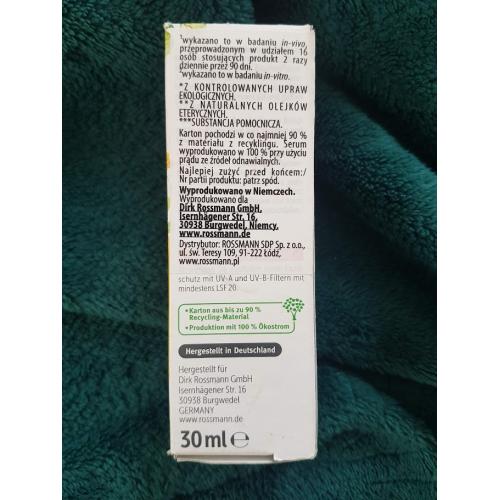 ¹wykazano to w badaniu in-vivo,
przeprowadzonym w udziałem 16
osób stosujących produkt 2 razy
dziennie przez 90 dni.
²wykazano to w badaniu in-vitro.
*Z KONTROLOWANYCH UPRAW
EKOLOGICZNYCH.
**Z NATURALNYCH OLEJKÓW
ETERYCZNYCH.
***SUBSTANCJA POMOCNICZA.
Karton pochodzi w co najmniej 90 %
z materiału z recyklingu. Serum
wyprodukowano w 100 % przy użyciu
prądu ze źródeł odnawialnych.
Najlepiej zużyć przed końcem:/
Nr partii produktu: patrz spód.
Wyprodukowano w Niemczech.
Wyprodukowano dla
Dirk Rossmann GmbH,
Isernhägener Str. 16,
30938 Burgwedel, Niemcy,
www.rossmann.de
Dystrybutor: ROSSMANN SDP Sp. z o.o.,
ul. św. Teresy 109, 91-222 Łódź,
www.rossmann.pl
schutz mit UV-A und UV-B-Filtern mit
mindestens LSF 20.
• Karton aus bis zu 90 %
Recycling-Material
• Produktion mit 100 % Ökostrom
Hergestellt in Deutschland
Hergestellt für
Dirk Rossmann GmbH
Isernhägener Str. 16
30938 Burgwedel
GERMANY
www.rossmann.de
30 ml ℮